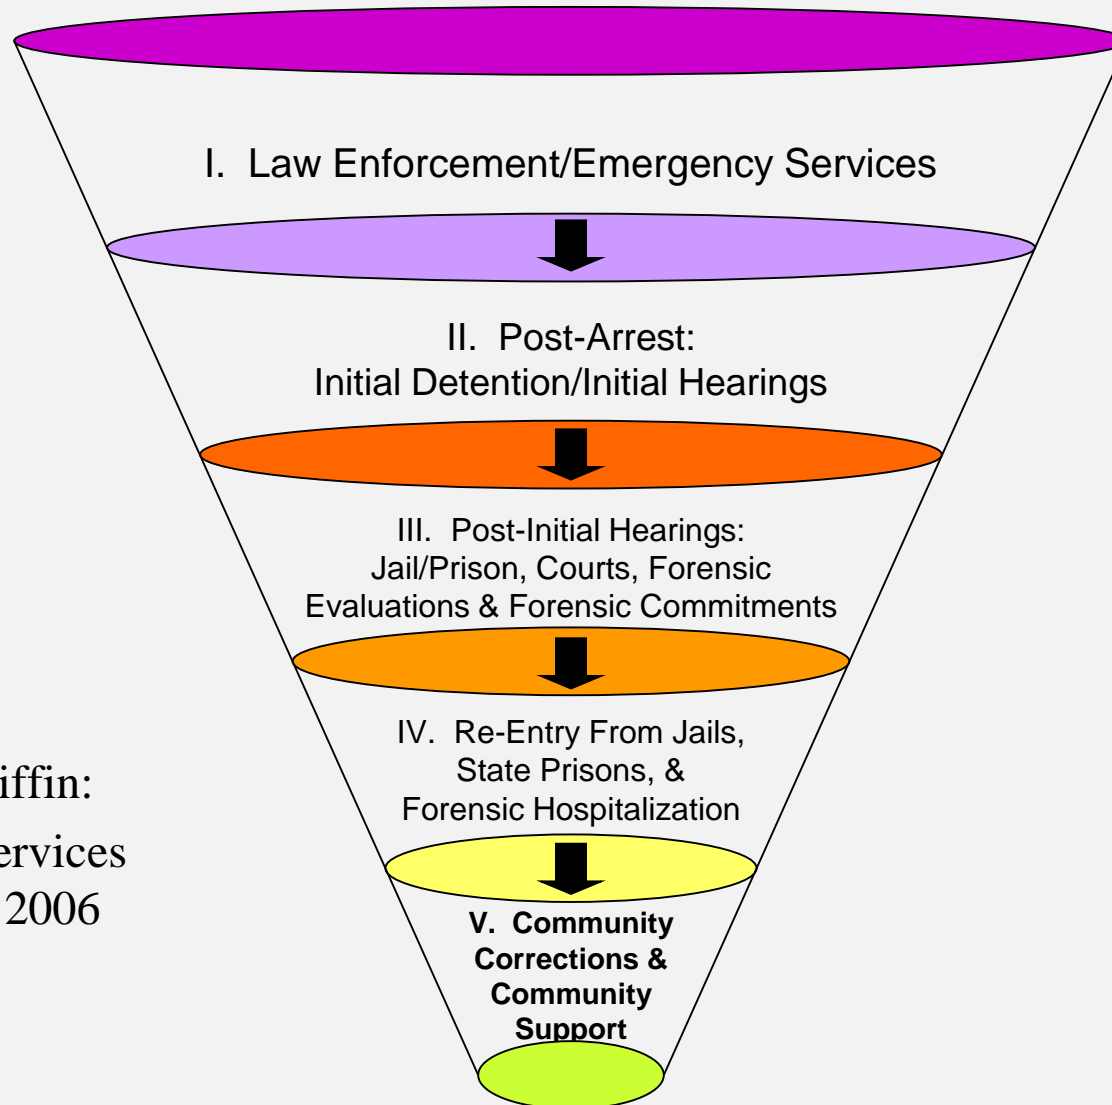 I. Law Enforcement/Emergency Services
II. Post-Arrest:
Initial Detention/Initial Hearings
III. Post-Initial Hearings:
Jail/Prison, Courts, Forensic
Evaluations & Forensic Commitments
IV. Re-Entry From Jails,
State Prisons, &
Forensic Hospitalization
V. Community
Corrections &
Community
Support
2006